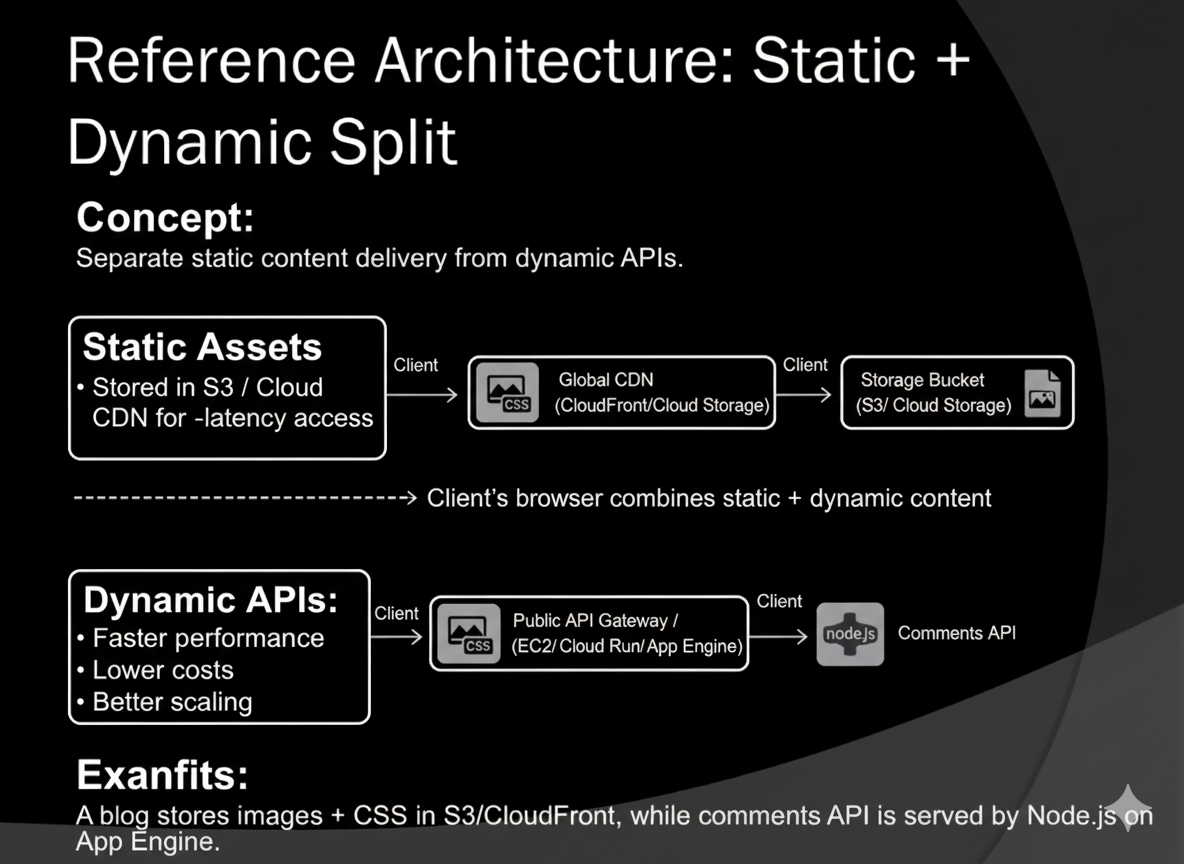 Reference Architecture: Static +
Dynamic Split
Concept:
Separate static content delivery from dynamic APIs.
Static Assets
• Stored in S3 / Cloud
CDN for -latency access
Client
CSS
Global CDN
(CloudFront/Cloud Storage)
Client
Storage Bucket
(S3/ Cloud Storage)
Client's browser combines static + dynamic content
Dynamic APIs:
• Faster performance
• Lower costs
• Better scaling
Client
CSS
Public API Gateway /
(EC2/ Cloud Run/App Engine)
Client
nodejs
Comments API
Exanfits:
A blog stores images + CSS in S3/CloudFront, while comments API is served by Node.js on
App Engine.